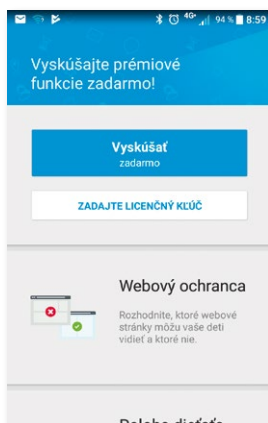 4G+ 94 % 8:59
Vyskúšajte prémiové
funkcie zadarmo!
Vyskúšať
zadarmo
ZADAJTE LICENČNÝ KĽÚČ
Webový ochranca
Rozhodnite, ktoré webové
stránky môžu vaše deti
vidieť a ktoré nie.